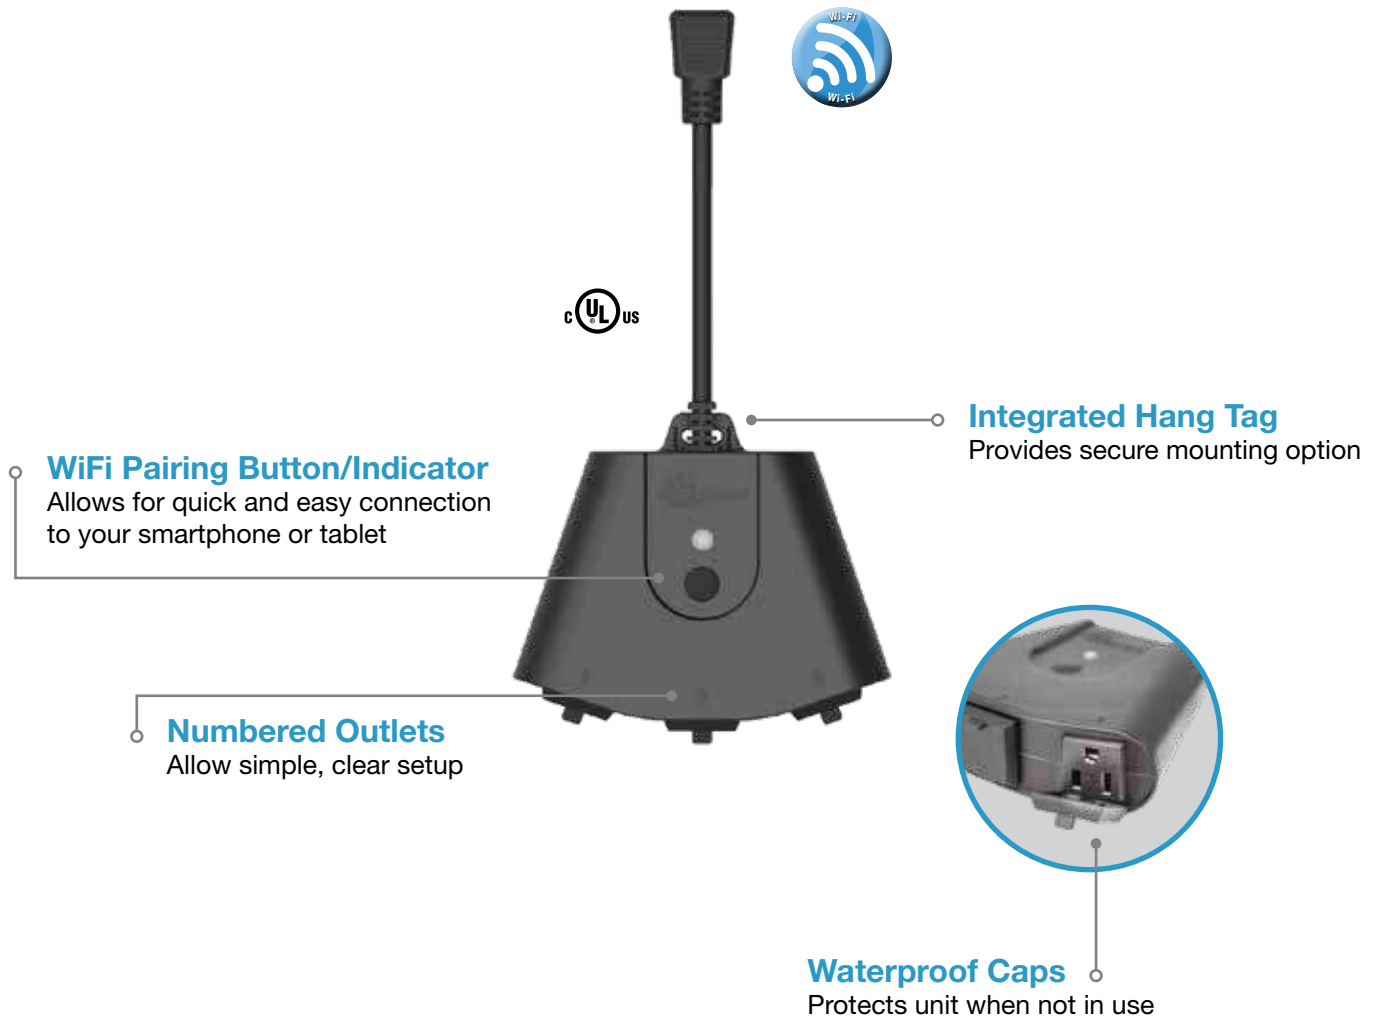 Wi-Fi
Wi-Fi
C UL US
Integrated Hang Tag
Provides secure mounting option
WiFi Pairing Button/Indicator
Allows for quick and easy connection
to your smartphone or tablet
Numbered Outlets
Allow simple, clear setup
Waterproof Caps
Protects unit when not in use